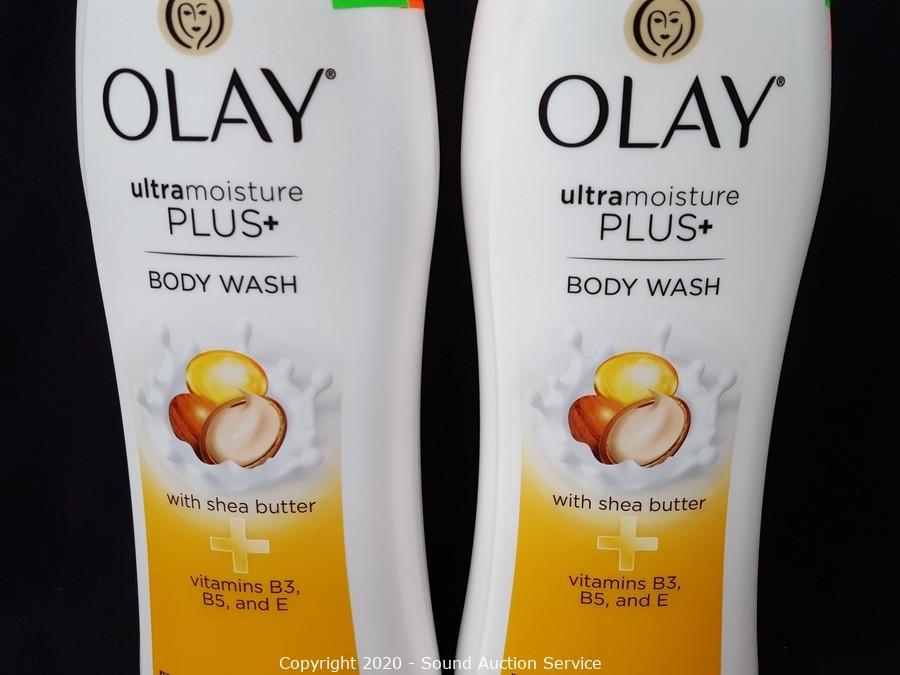 OLAY®
ultramoisture
PLUS+
BODY WASH
with shea butter
+
vitamins B3,
B5, and E
OLAY®
ultramoisture
PLUS+
BODY WASH
with shea butter
+
vitamins B3,
B5, and E
Copyright 2020 - Sound Auction Service